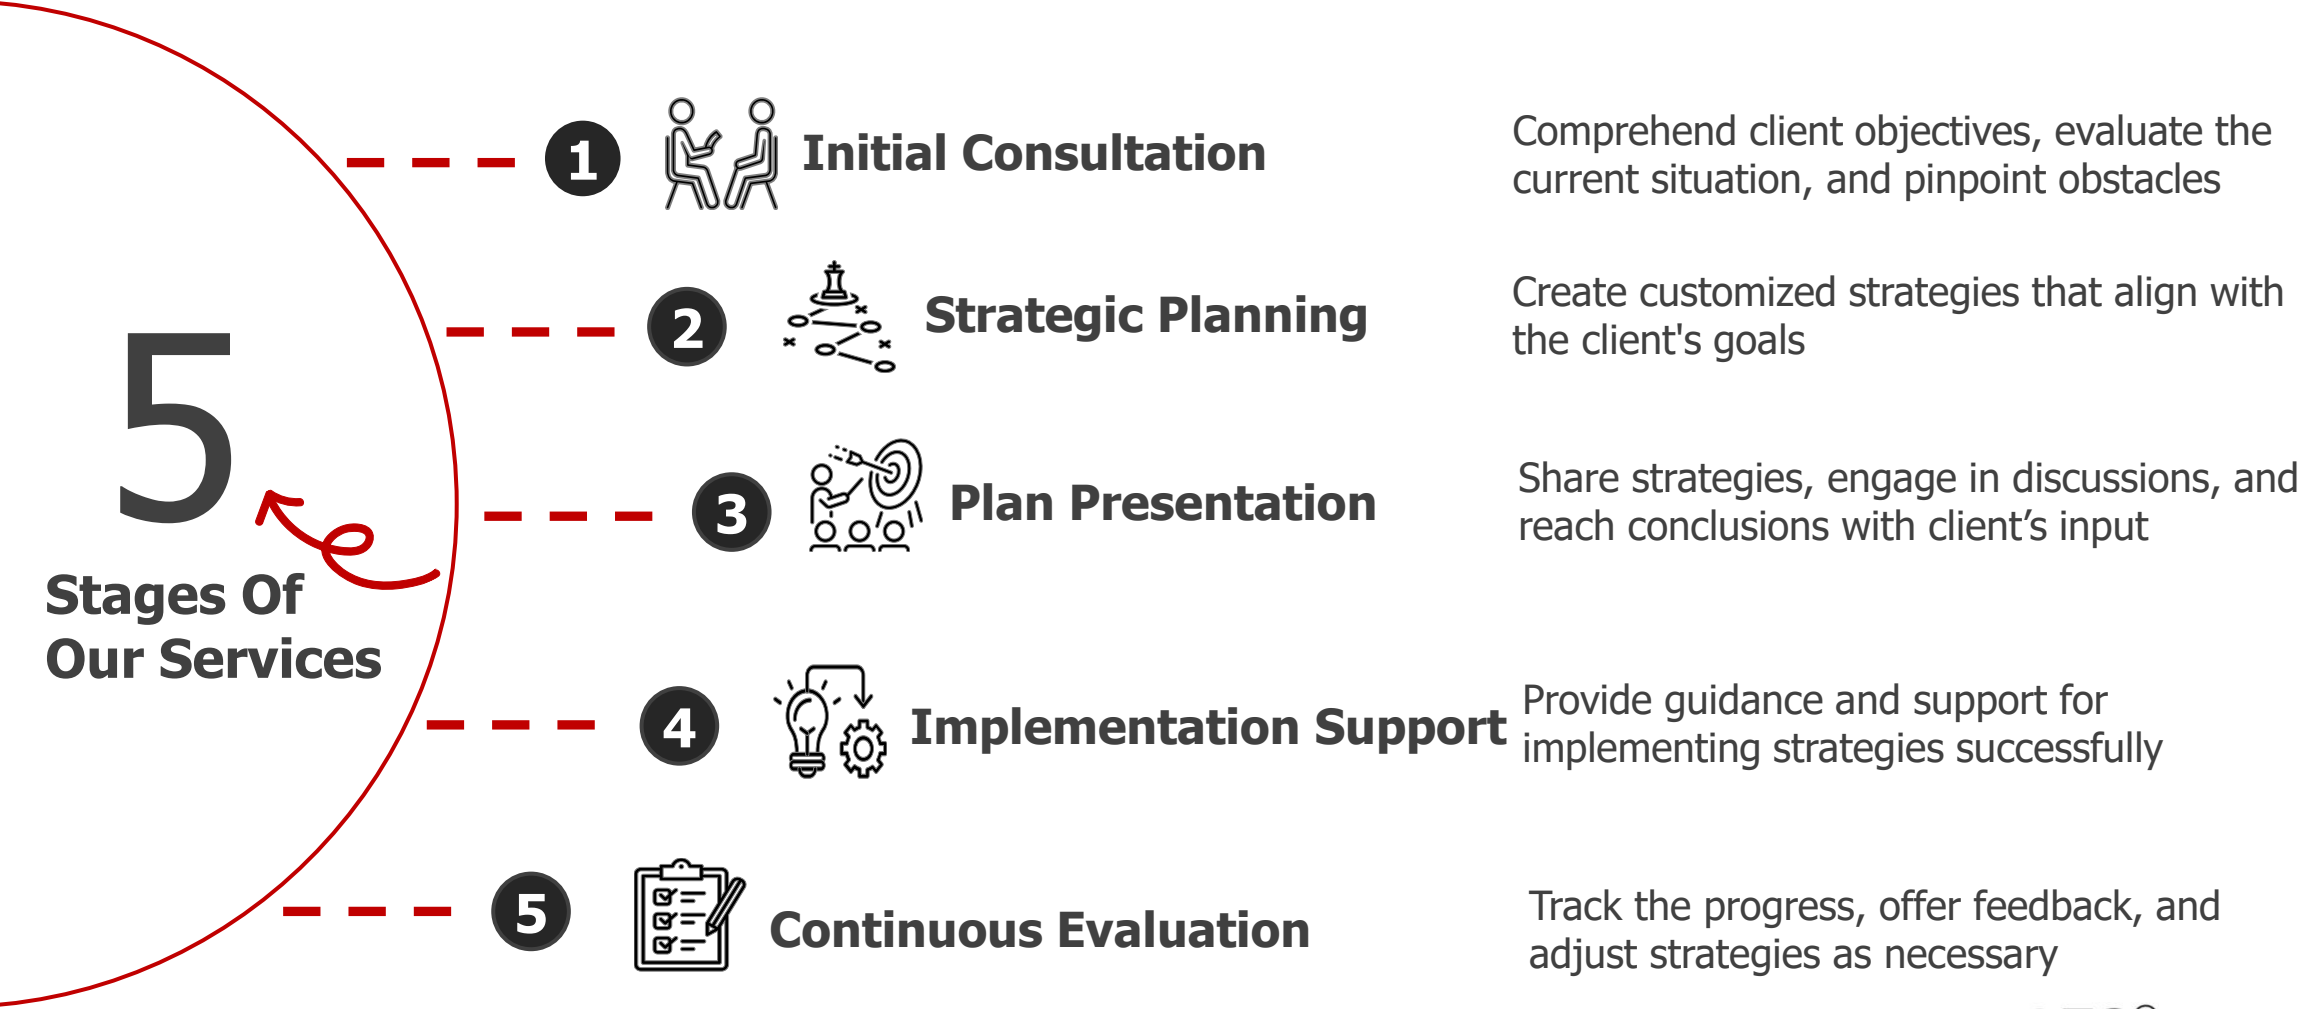 5
Stages Of
Our Services
1
Initial Consultation
Comprehend client objectives, evaluate the
current situation, and pinpoint obstacles
2
Strategic Planning
Create customized strategies that align with
the client's goals
3
Plan Presentation
Share strategies, engage in discussions, and
reach conclusions with client’s input
4
Implementation Support
Provide guidance and support for
implementing strategies successfully
5
Continuous Evaluation
Track the progress, offer feedback, and
adjust strategies as necessary